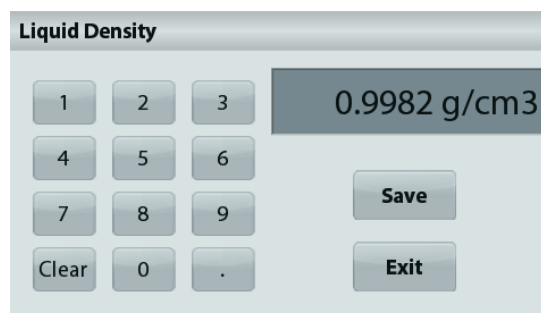 Liquid Density
1 2 3
0.9982 g/cm3
4 5 6
7 8 9
Save
Clear 0 .
Exit